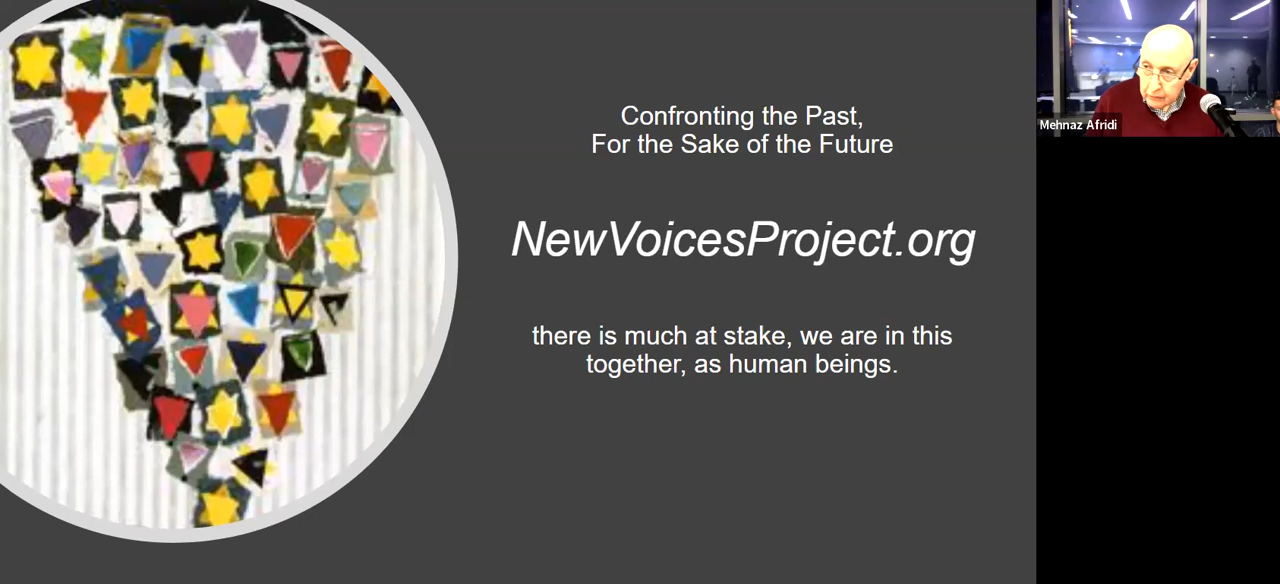 Confronting the Past,
For the Sake of the Future
NewVoicesProject.org
there is much at stake, we are in this
together, as human beings.
Mehnaz Afridi